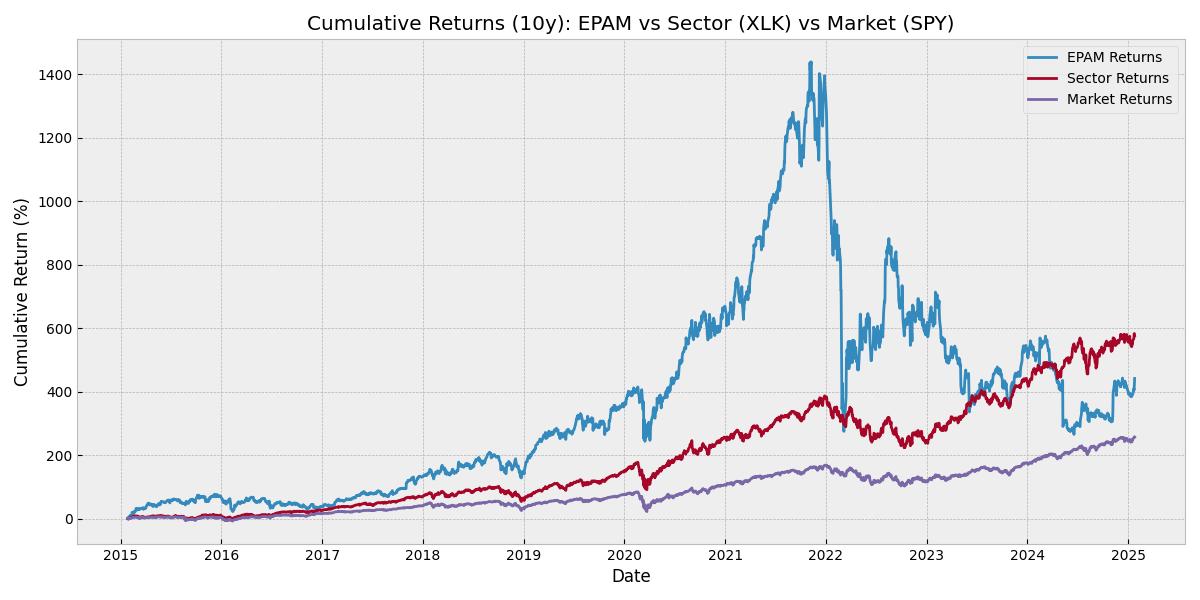 Cumulative Returns (10y): EPAM vs Sector (XLK) vs Market (SPY)
EPAM Returns
Sector Returns
Market Returns
Cumulative Return (%)
1400
1200
1000
800
600
400
200
0
2015 2016 2017 2018 2019 2020 2021 2022 2023 2024 2025
Date